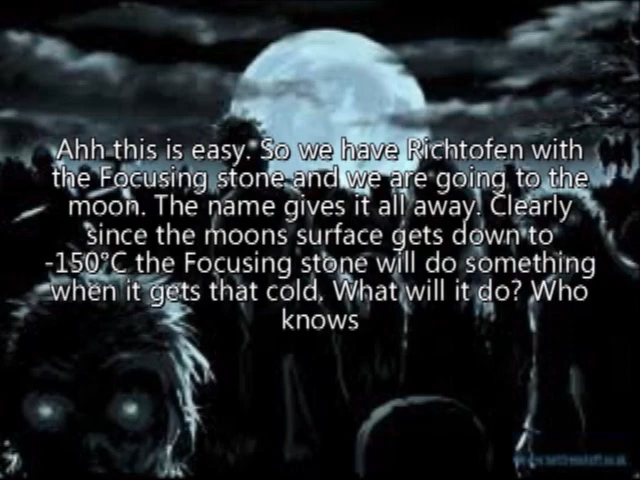 Ahh this is easy. So we have Richtofen with
the Focusing stone and we are going to the
moon. The name gives it all away. Clearly
since the moons surface gets down to
-150°C the Focusing stone will do something
when it gets that cold. What will it do? Who
knows